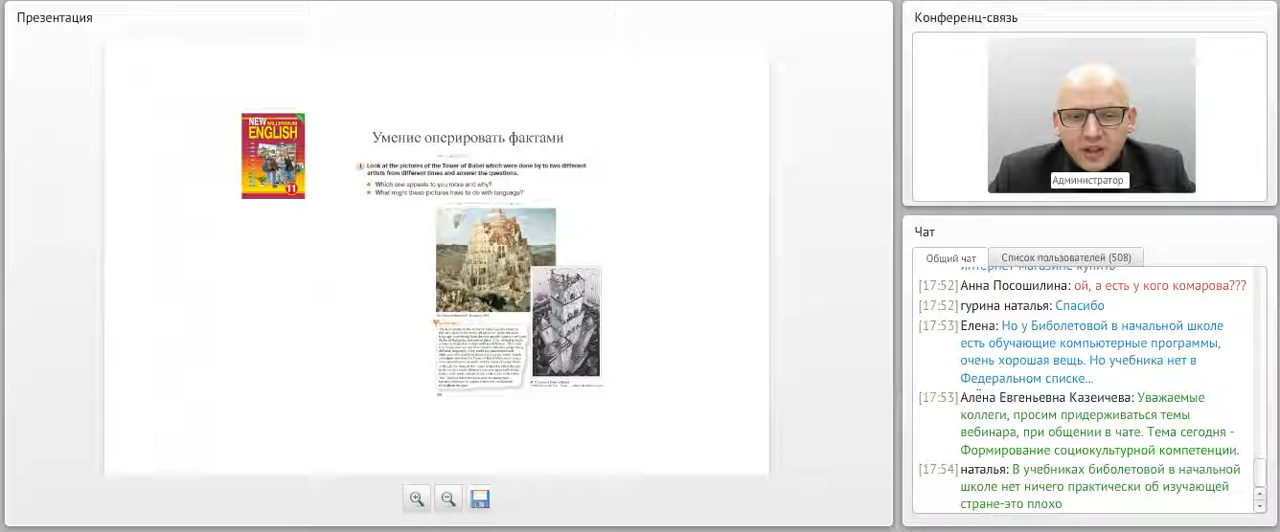 Презентация
NEW MILLENNIUM
ENGLISH
11
Умение оперировать фактами
1 Look at the pictures of the Tower of Babel which were done by to two different
artists from different times and answer the questions.
Which one appeals to you more and why?
What might these pictures have to do with language?
Конференц-связь
Администратор
Чат
Общий чат
Список пользователей (508)
интернет-магазине купить
[17:52] Анна Посошилина: ой, а есть у кого комарова???
[17:52] гурина наталья: Спасибо
[17:53] Елена: Но у Биболетовой в начальной школе
есть обучающие компьютерные программы,
очень хорошая вещь. Но учебника нет в
Федеральном списке...
[17:53] Алёна Евгеньевна Казеичева: Уважаемые
коллеги, просим придерживаться темы
вебинара, при общении в чате. Тема сегодня -
Формирование социокультурной компетенции.
[17:54] наталья: В учебниках биболетовой в начальной
школе нет ничего практически об изучающей
стране-это плохо